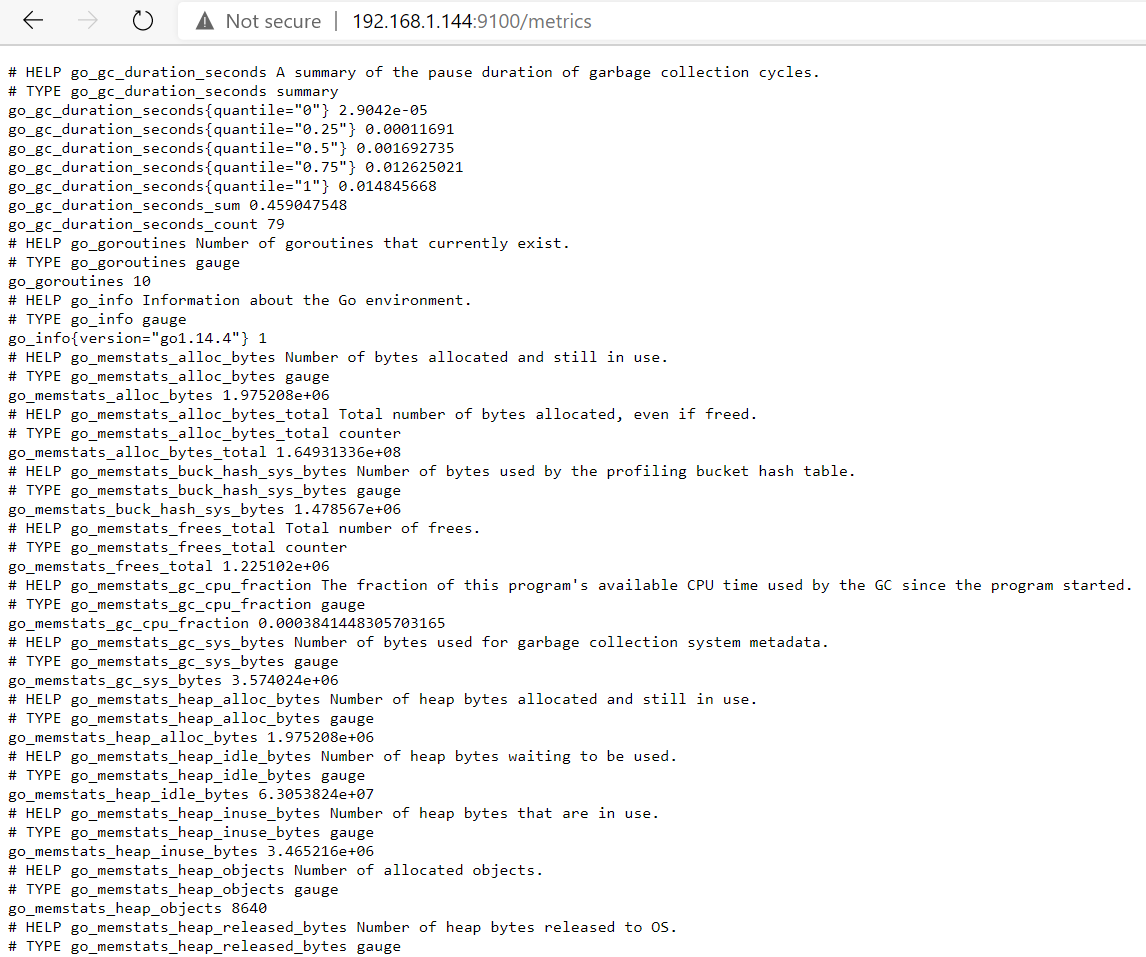 Not secure | 192.168.1.144:9100/metrics
# HELP go_gc_duration_seconds A summary of the pause duration of garbage collection cycles.
# TYPE go_gc_duration_seconds summary
go_gc_duration_seconds{quantile="0"} 2.9042e-05
go_gc_duration_seconds{quantile="0.25"} 0.00011691
go_gc_duration_seconds{quantile="0.5"} 0.001692735
go_gc_duration_seconds{quantile="0.75"} 0.012625021
go_gc_duration_seconds{quantile="1"} 0.014845668
go_gc_duration_seconds_sum 0.459047548
go_gc_duration_seconds_count 79
# HELP go_goroutines Number of goroutines that currently exist.
# TYPE go_goroutines gauge
go_goroutines 10
# HELP go_info Information about the Go environment.
# TYPE go_info gauge
go_info{version="go1.14.4"} 1
# HELP go_memstats_alloc_bytes Number of bytes allocated and still in use.
# TYPE go_memstats_alloc_bytes gauge
go_memstats_alloc_bytes 1.975208e+06
# HELP go_memstats_alloc_bytes_total Total number of bytes allocated, even if freed.
# TYPE go_memstats_alloc_bytes_total counter
go_memstats_alloc_bytes_total 1.64931336e+08
# HELP go_memstats_buck_hash_sys_bytes Number of bytes used by the profiling bucket hash table.
# TYPE go_memstats_buck_hash_sys_bytes gauge
go_memstats_buck_hash_sys_bytes 1.478567e+06
# HELP go_memstats_frees_total Total number of frees.
# TYPE go_memstats_frees_total counter
go_memstats_frees_total 1.225102e+06
# HELP go_memstats_gc_cpu_fraction The fraction of this program's available CPU time used by the GC since the program started.
# TYPE go_memstats_gc_cpu_fraction gauge
go_memstats_gc_cpu_fraction 0.0003841448305703165
# HELP go_memstats_gc_sys_bytes Number of bytes used for garbage collection system metadata.
# TYPE go_memstats_gc_sys_bytes gauge
go_memstats_gc_sys_bytes 3.574024e+06
# HELP go_memstats_heap_alloc_bytes Number of heap bytes allocated and still in use.
# TYPE go_memstats_heap_alloc_bytes gauge
go_memstats_heap_alloc_bytes 1.975208e+06
# HELP go_memstats_heap_idle_bytes Number of heap bytes waiting to be used.
# TYPE go_memstats_heap_idle_bytes gauge
go_memstats_heap_idle_bytes 6.3053824e+07
# HELP go_memstats_heap_inuse_bytes Number of heap bytes that are in use.
# TYPE go_memstats_heap_inuse_bytes gauge
go_memstats_heap_inuse_bytes 3.465216e+06
# HELP go_memstats_heap_objects Number of allocated objects.
# TYPE go_memstats_heap_objects gauge
go_memstats_heap_objects 8640
# HELP go_memstats_heap_released_bytes Number of heap bytes released to OS.
# TYPE go_memstats_heap_released_bytes gauge